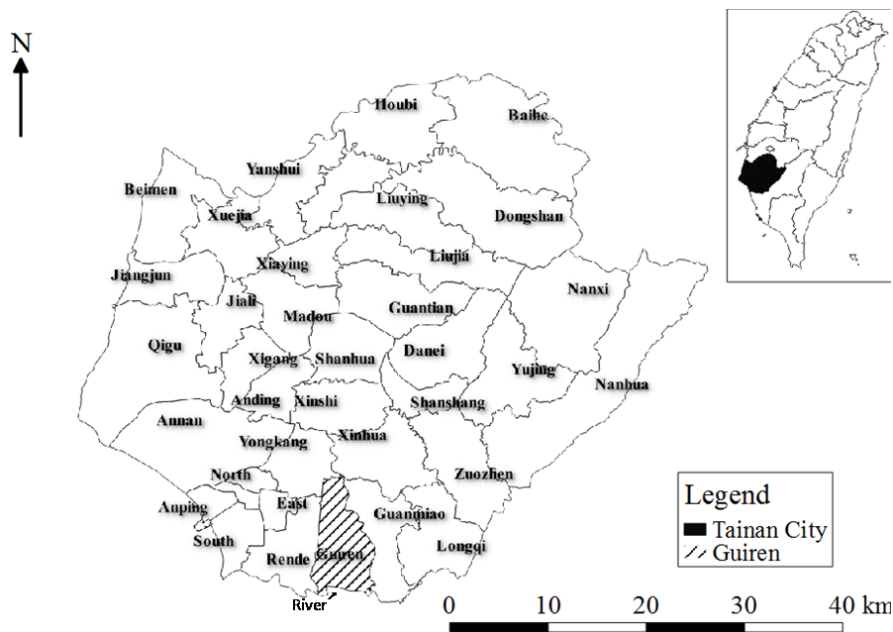 N
Houbi
Baihe
Yanshui
Beimen
Liuying
Xuejia
Dongshan
Liujia
Xiaying
Jiangjun
Nanxi
Jiali
Guantian
Madou
Qigu
Danei
Xigang
Shanhua
Yujing
Nanhua
Anding
Xinshi
Shanshang
Annan
Yongkang
Xinhua
North
Zuozhen
Anping
East
Guanmiao
South
Longqi
Rende
Guiren
River
Legend
Tainan City
Guiren
0 10 20 30 40 km